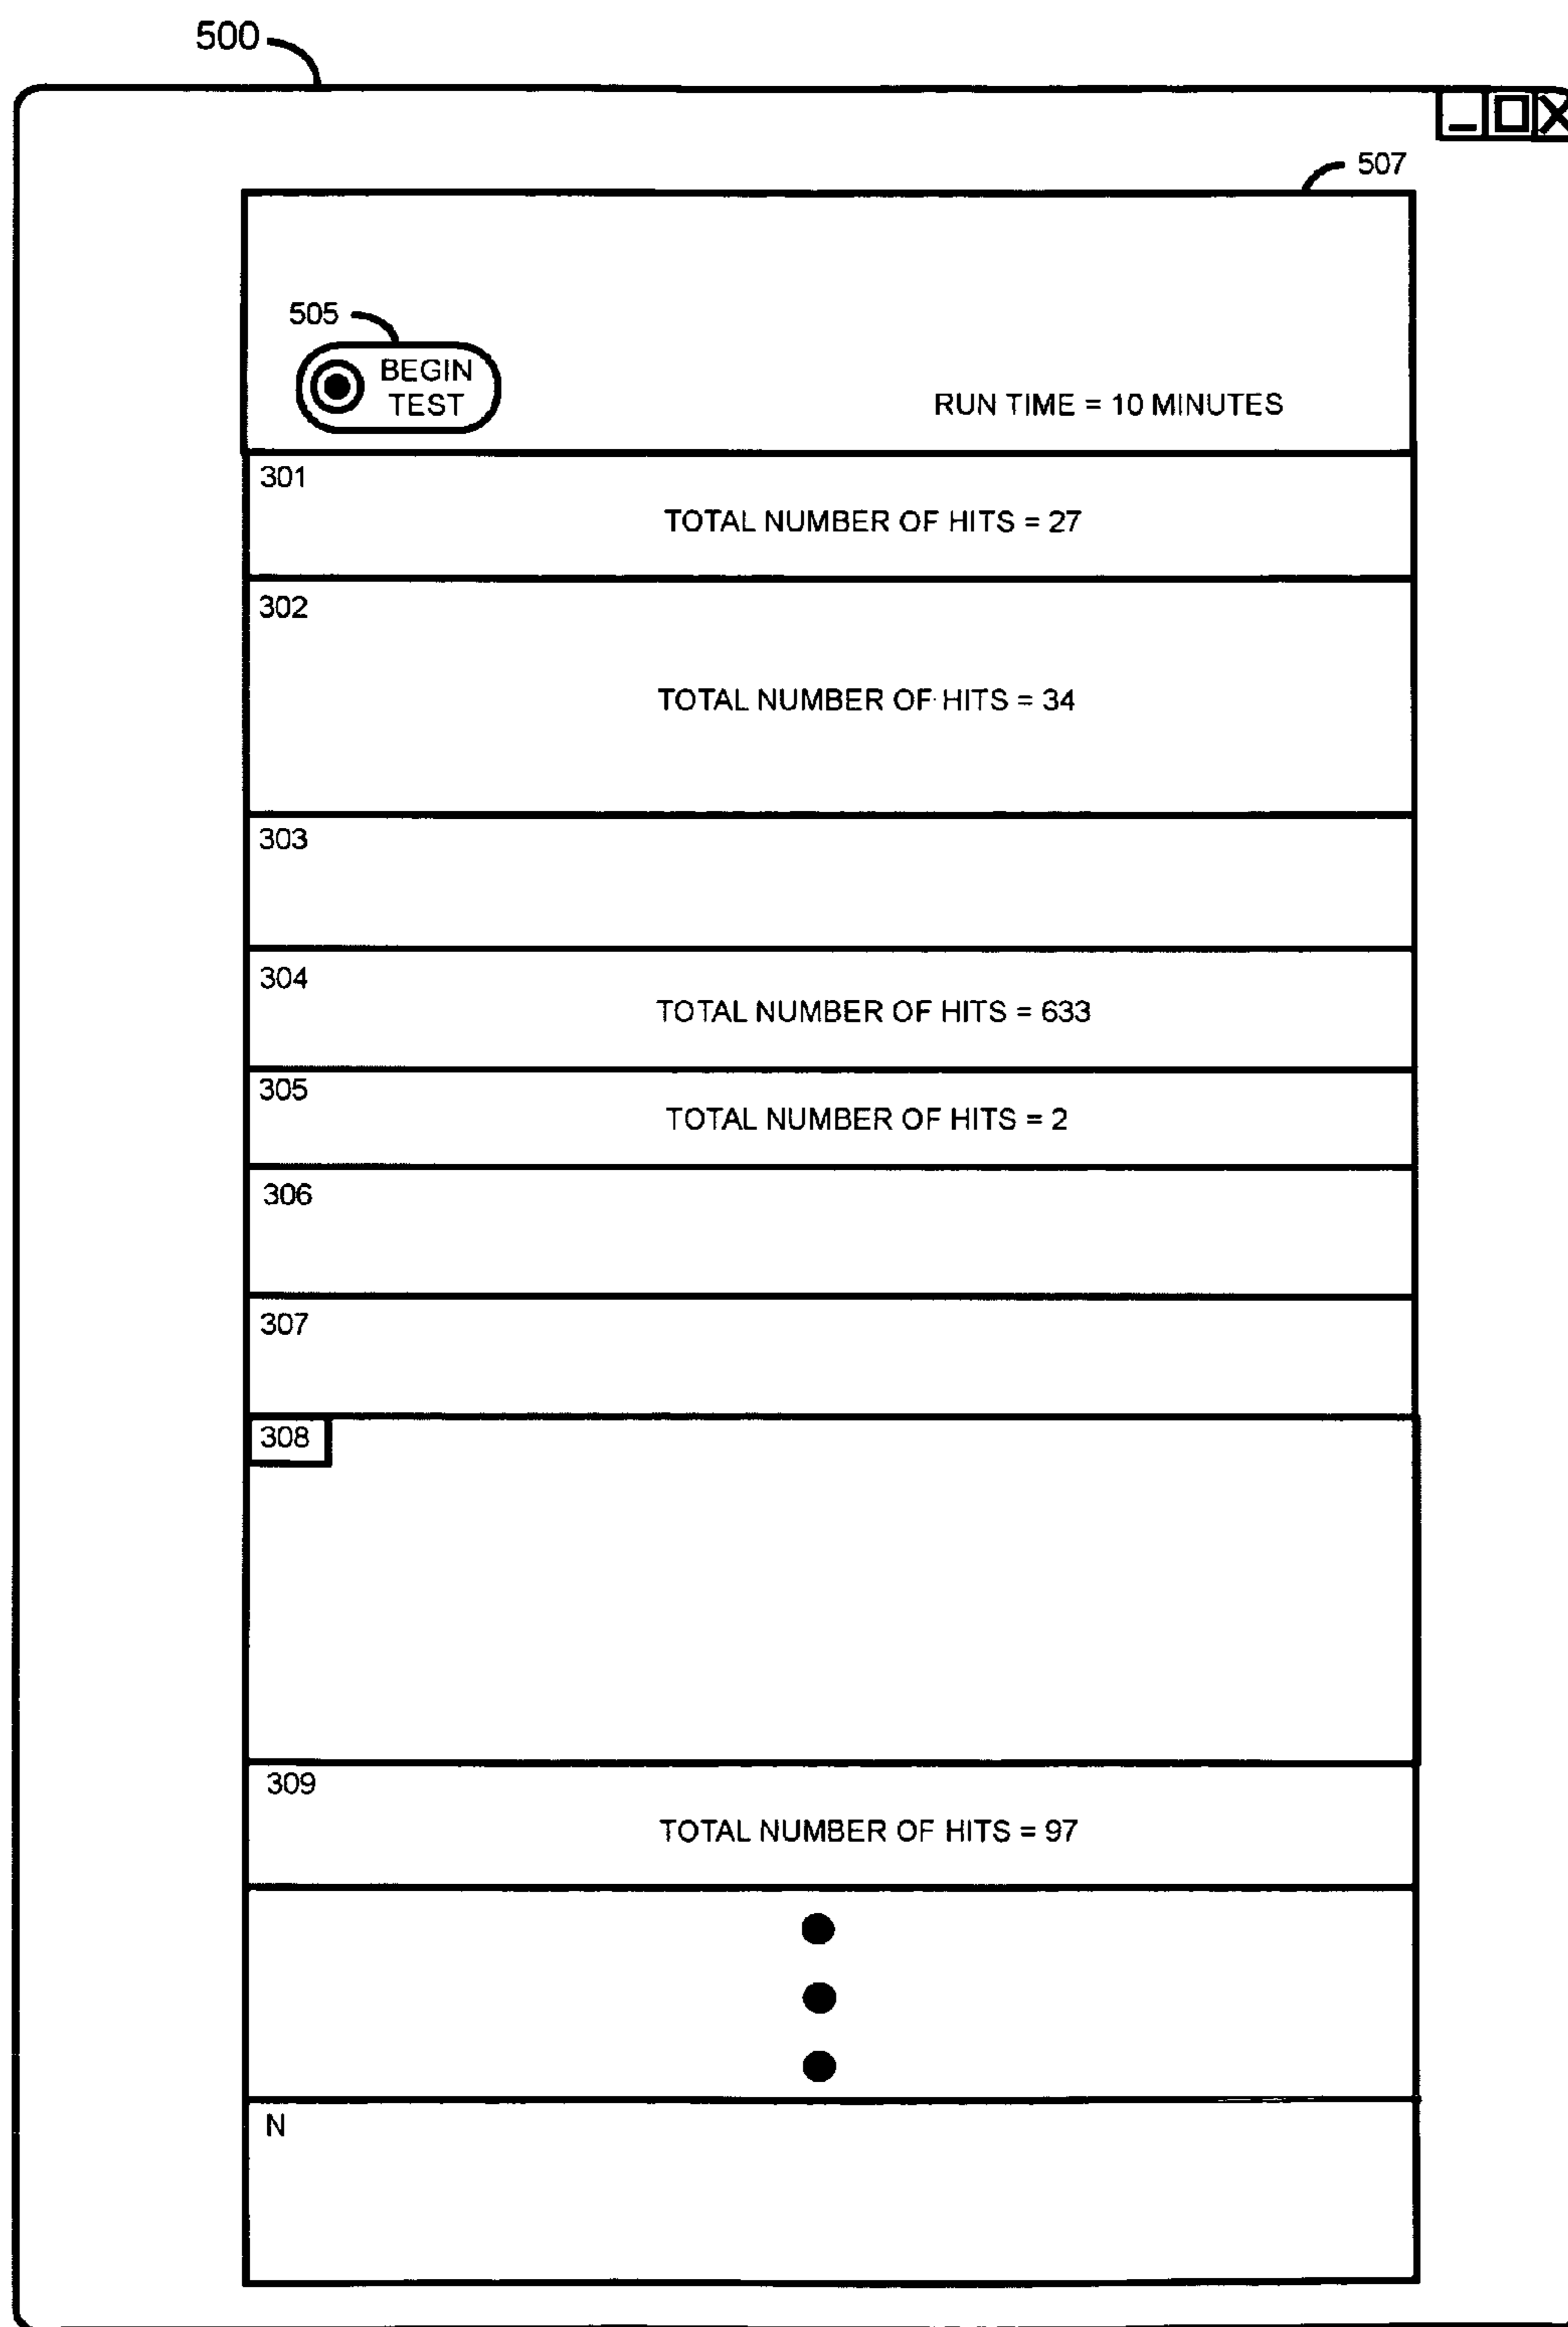 500
507
505
BEGIN
TEST
RUN TIME = 10 MINUTES
301
TOTAL NUMBER OF HITS = 27
302
TOTAL NUMBER OF HITS = 34
303
304
TOTAL NUMBER OF HITS = 633
305
TOTAL NUMBER OF HITS = 2
306
307
308
309
TOTAL NUMBER OF HITS = 97
N